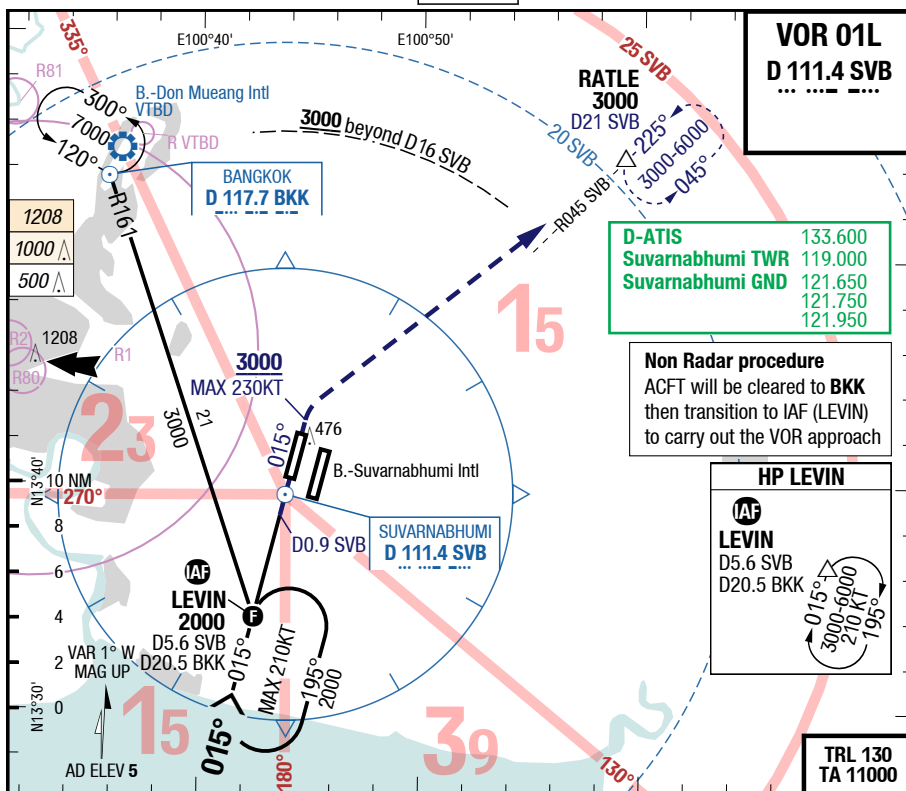 E100°40'
E100°50'
VOR 01L
D 111.4 SVB
335°
25 SVB
R81
B.-Don Mueang Intl
VTBD
300°
7000
120°
R VTBD
3000 beyond D16 SVB
RATLE
3000
D21 SVB
20 SVB
225°
3000-6000
045°
R045 SVB
BANGKOK
D 117.7 BKK
R161
1208
1000
500
D-ATIS 133.600
Suvarnabhumi TWR 119.000
Suvarnabhumi GND 121.650
121.750
121.950
15
R2
1208
R80
R1
3000
MAX 230KT
Non Radar procedure
ACFT will be cleared to BKK
then transition to IAF (LEVIN)
to carry out the VOR approach
23
21
3000
015°
476
B.-Suvarnabhumi Intl
N13°40'
10 NM
270°
8
6
4
2
0
N13°30'
D0.9 SVB
SUVARNABHUMI
D 111.4 SVB
HP LEVIN
IAF
LEVIN
D5.6 SVB
D20.5 BKK
015°
3000-6000
210 KT
195°
IAF
LEVIN
2000
D5.6 SVB
D20.5 BKK
F
015°
MAX 210KT
195°
2000
VAR 1° W
MAG UP
15
015°
180°
39
130°
AD ELEV 5
TRL 130
TA 11000